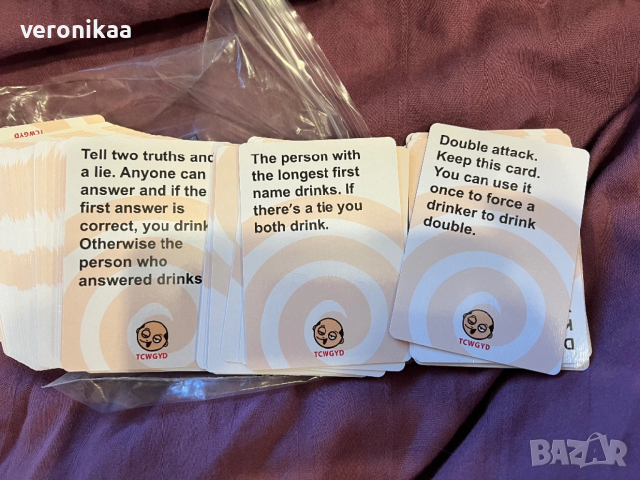 veronikaa
TCWGYD
Tell two truths and
a lie. Anyone can
answer and if the
first answer is
correct, you drink
Otherwise the
person who
answered drinks
TCWGYD
The person with
the longest first
name drinks. If
there's a tie you
both drink.
TCWGYD
Double attack.
Keep this card.
You can use it
once to force a
drinker to drink
double.
TCWGYD
BAZAR